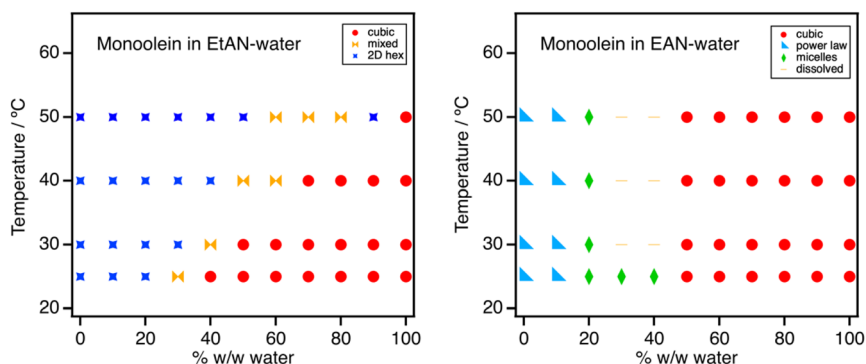 Monoolein in EtAN-water
cubic
mixed
2D hex
Temperature / ºC
60
50
40
30
20
0
20
40
60
80
100
% w/w water
Monoolein in EAN-water
cubic
power law
micelles
dissolved
Temperature / ºC
60
50
40
30
20
0
20
40
60
80
100
% w/w water